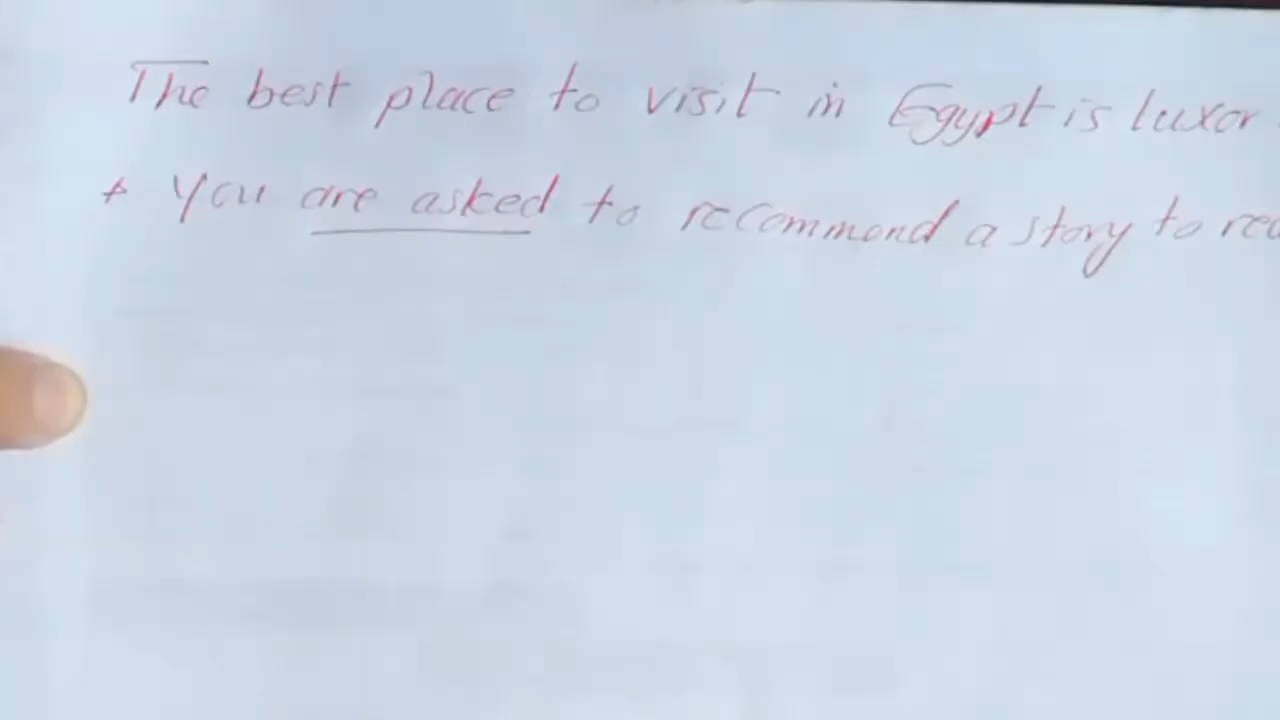 The best place to visit in Egypt is luxor.
+ You are asked to recommend a story to